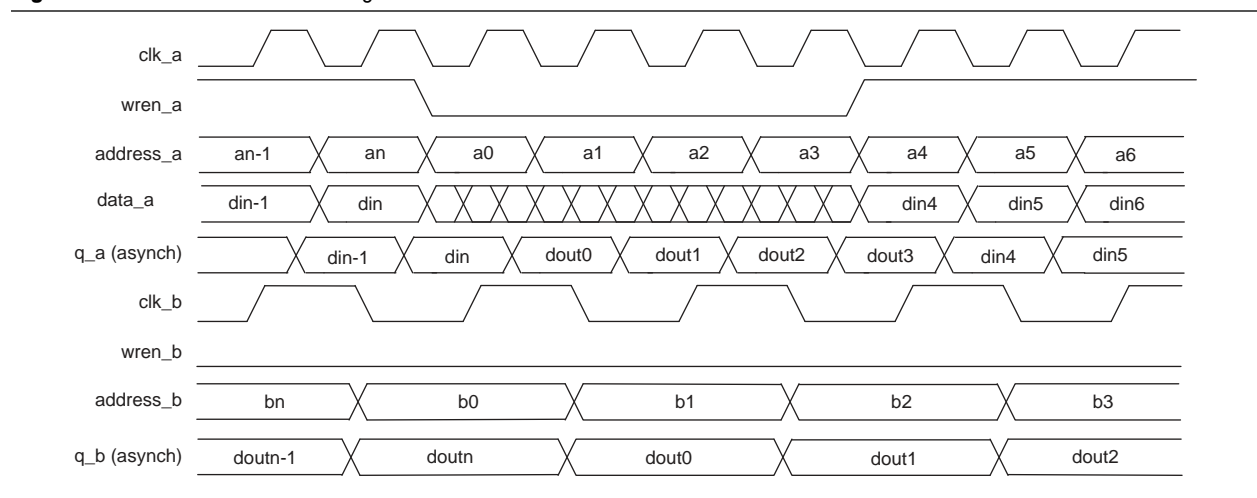 clk_a
wren_a
address_a an-1 an a0 a1 a2 a3 a4 a5 a6
data_a din-1 din din4 din5 din6
q_a (asynch) din-1 din dout0 dout1 dout2 dout3 din4 din5
clk_b
wren_b
address_b bn b0 b1 b2 b3
q_b (asynch) doutn-1 doutn dout0 dout1 dout2